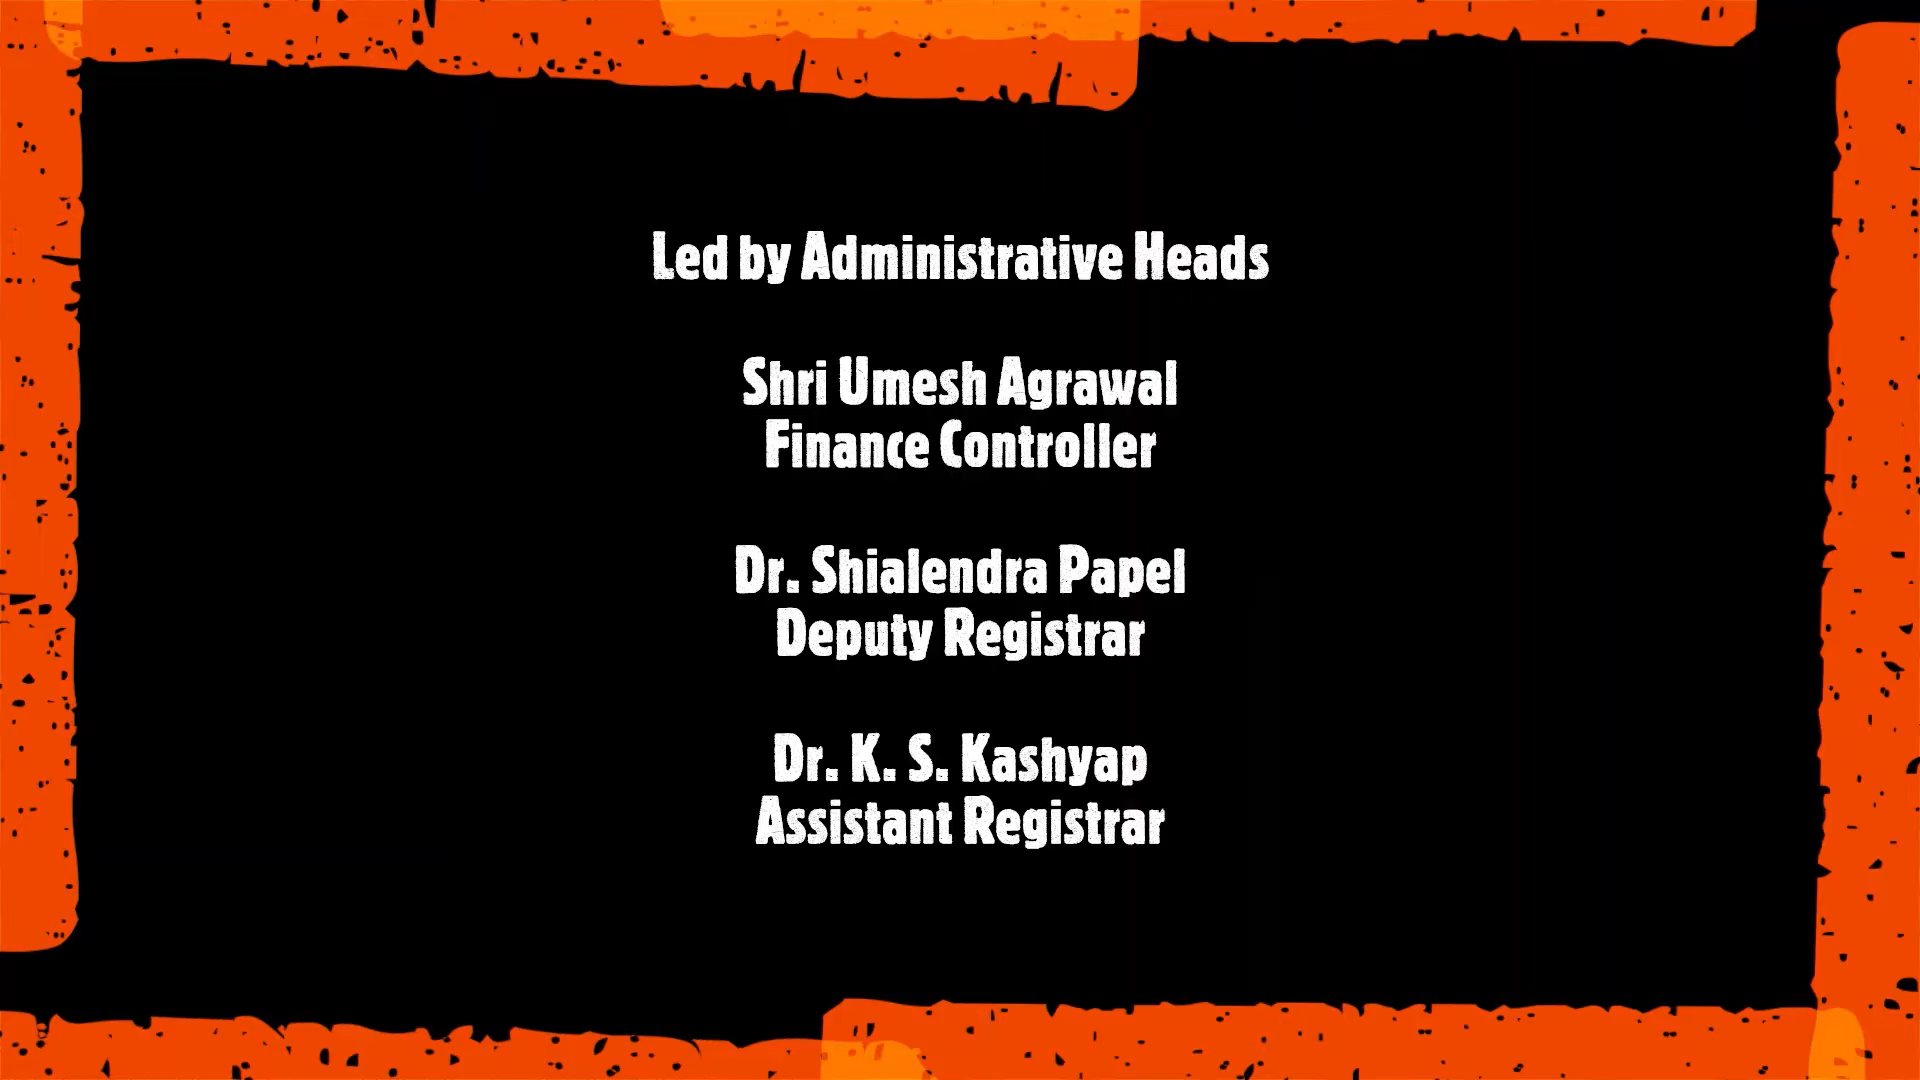 Led by Administrative Heads
Shri Umesh Agrawal
Finance Controller
Dr. Shialendra Papel
Deputy Registrar
Dr. K. S. Kashyap
Assistant Registrar